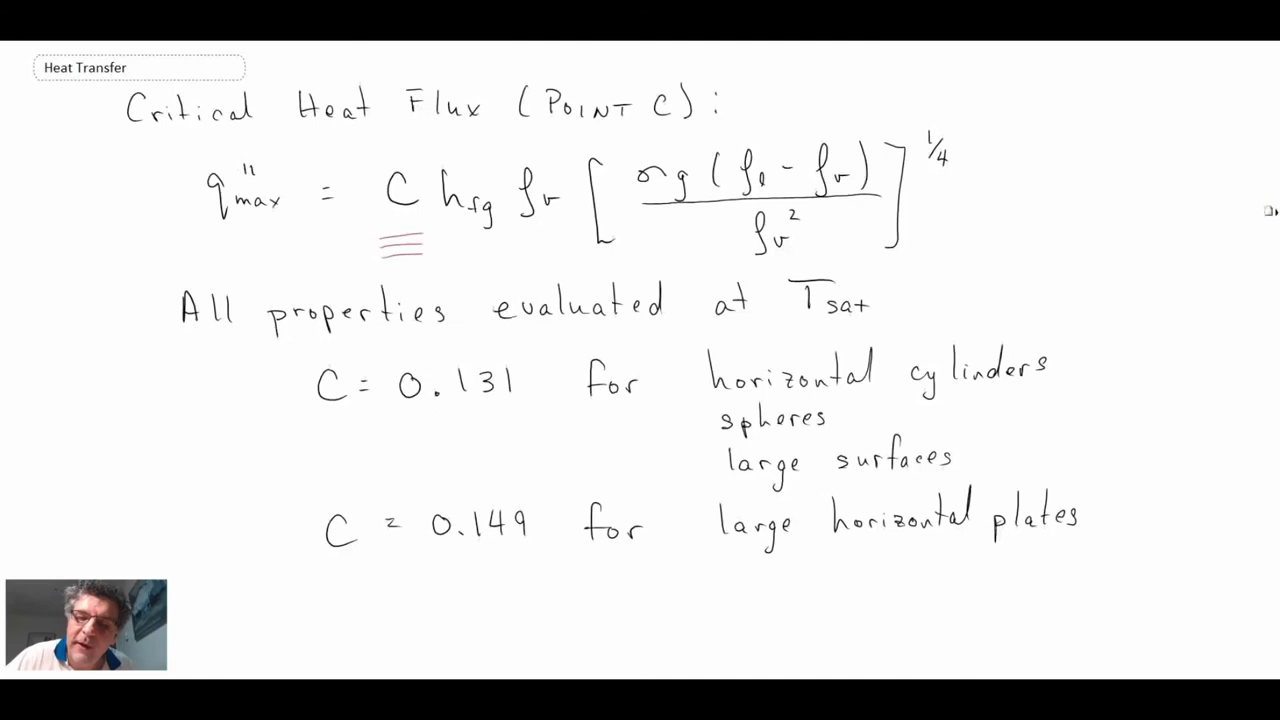 Heat Transfer
Critical Heat Flux (POINT C) :
q"max = C hfg ρv [ σg (ρl - ρv) / ρv² ]^1/4
All properties evaluated at Tsat
C = 0.131 for horizontal cylinders
spheres
large surfaces
C = 0.149 for large horizontal plates